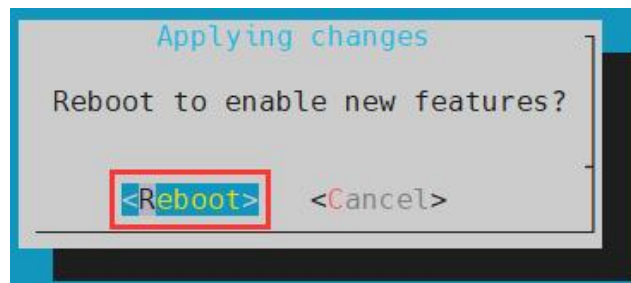 Applying changes
Reboot to enable new features?
<Reboot> <Cancel>